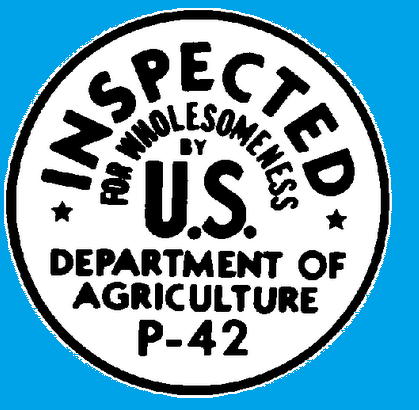 INSPECTED
FOR WHOLESOMENESS
BY
U.S.
DEPARTMENT OF
AGRICULTURE
P-42